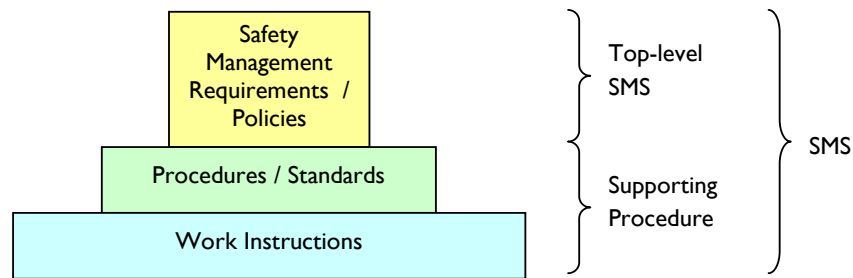 Safety
Management
Requirements /
Policies
Procedures / Standards
Work Instructions
Top-level
SMS
Supporting
Procedure
SMS